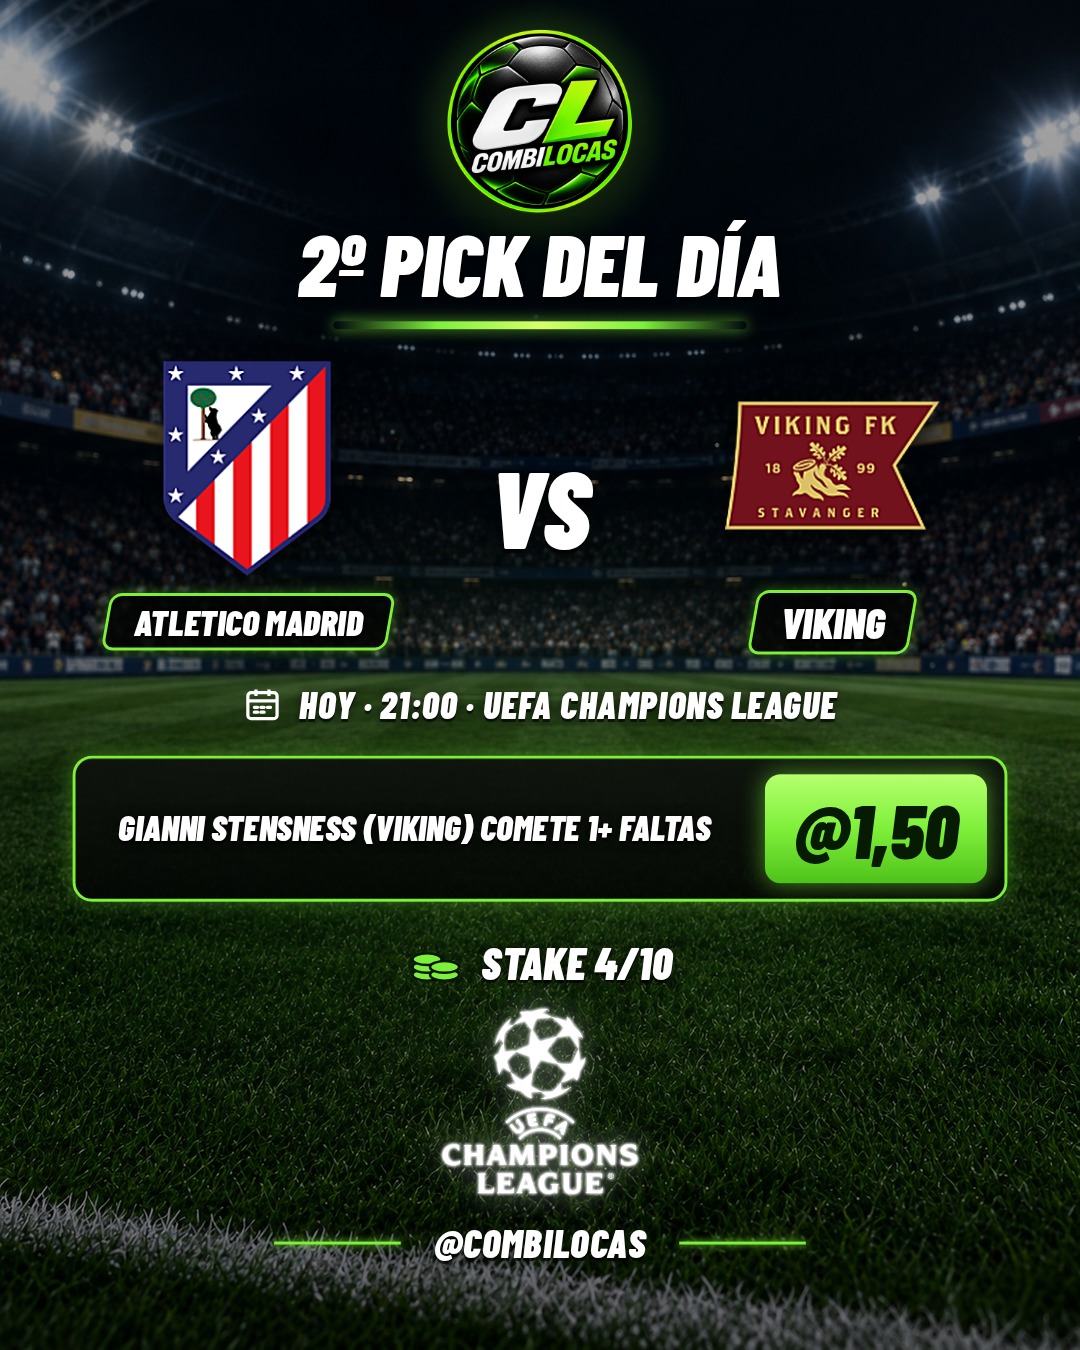 CL
COMBILOCAS
2º PICK DEL DÍA
VIKING FK
18 99
STAVANGER
VS
ATLETICO MADRID
VIKING
HOY · 21:00 · UEFA CHAMPIONS LEAGUE
GIANNI STENSNESS (VIKING) COMETE 1+ FALTAS
@1,50
STAKE 4/10
UEFA
CHAMPIONS
LEAGUE®
@COMBILOCAS